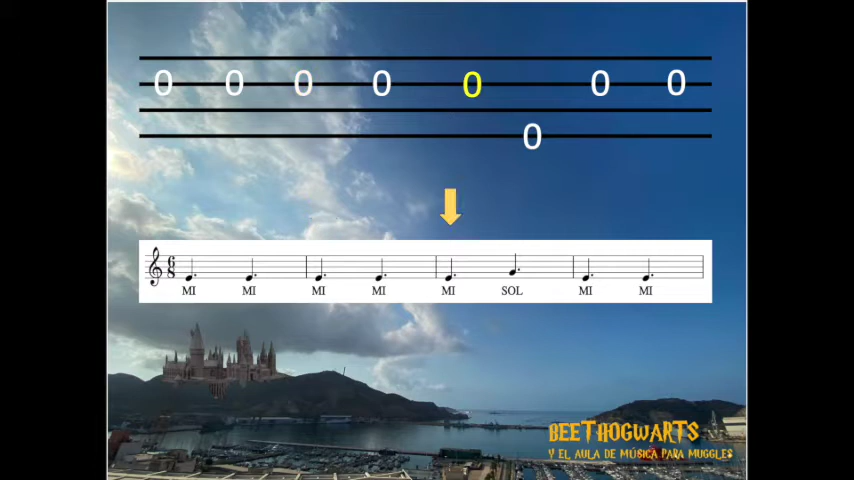 0 0 0 0 0 0 0
0
6
8
MI MI MI MI MI SOL MI MI
BEETHOGWARTS
Y EL AULA DE MÚSICA PARA MUGGLES